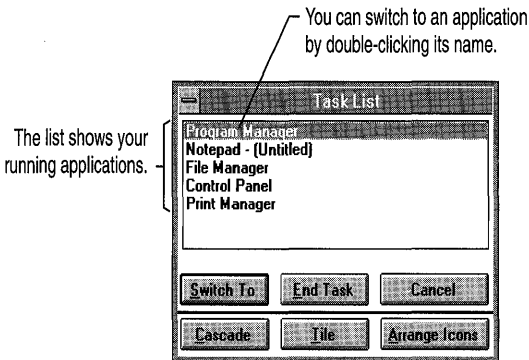 You can switch to an application
by double-clicking its name.
Task List
The list shows your
running applications.
Program Manager
Notepad - (Untitled)
File Manager
Control Panel
Print Manager
Switch To
End Task
Cancel
Cascade
Tile
Arrange Icons